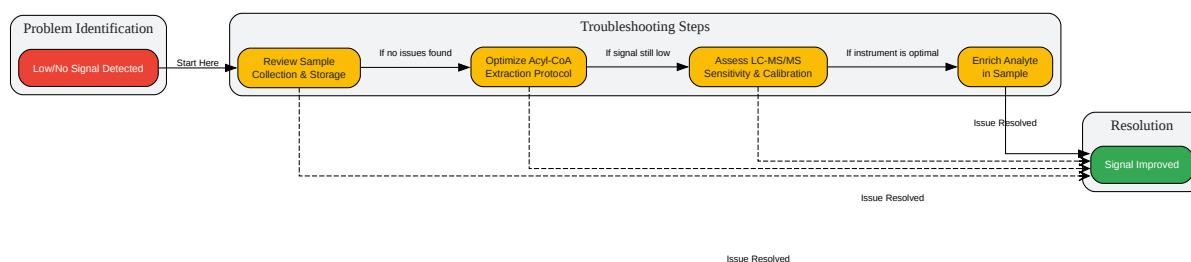 Problem Identification
Low/No Signal Detected
Start Here
Troubleshooting Steps
Review Sample
Collection & Storage
If no issues found
Optimize Acyl-CoA
Extraction Protocol
If signal still low
Assess LC-MS/MS
Sensitivity & Calibration
If instrument is optimal
Enrich Analyte
in Sample
Issue Resolved
Resolution
Signal Improved
Issue Resolved
Issue Resolved